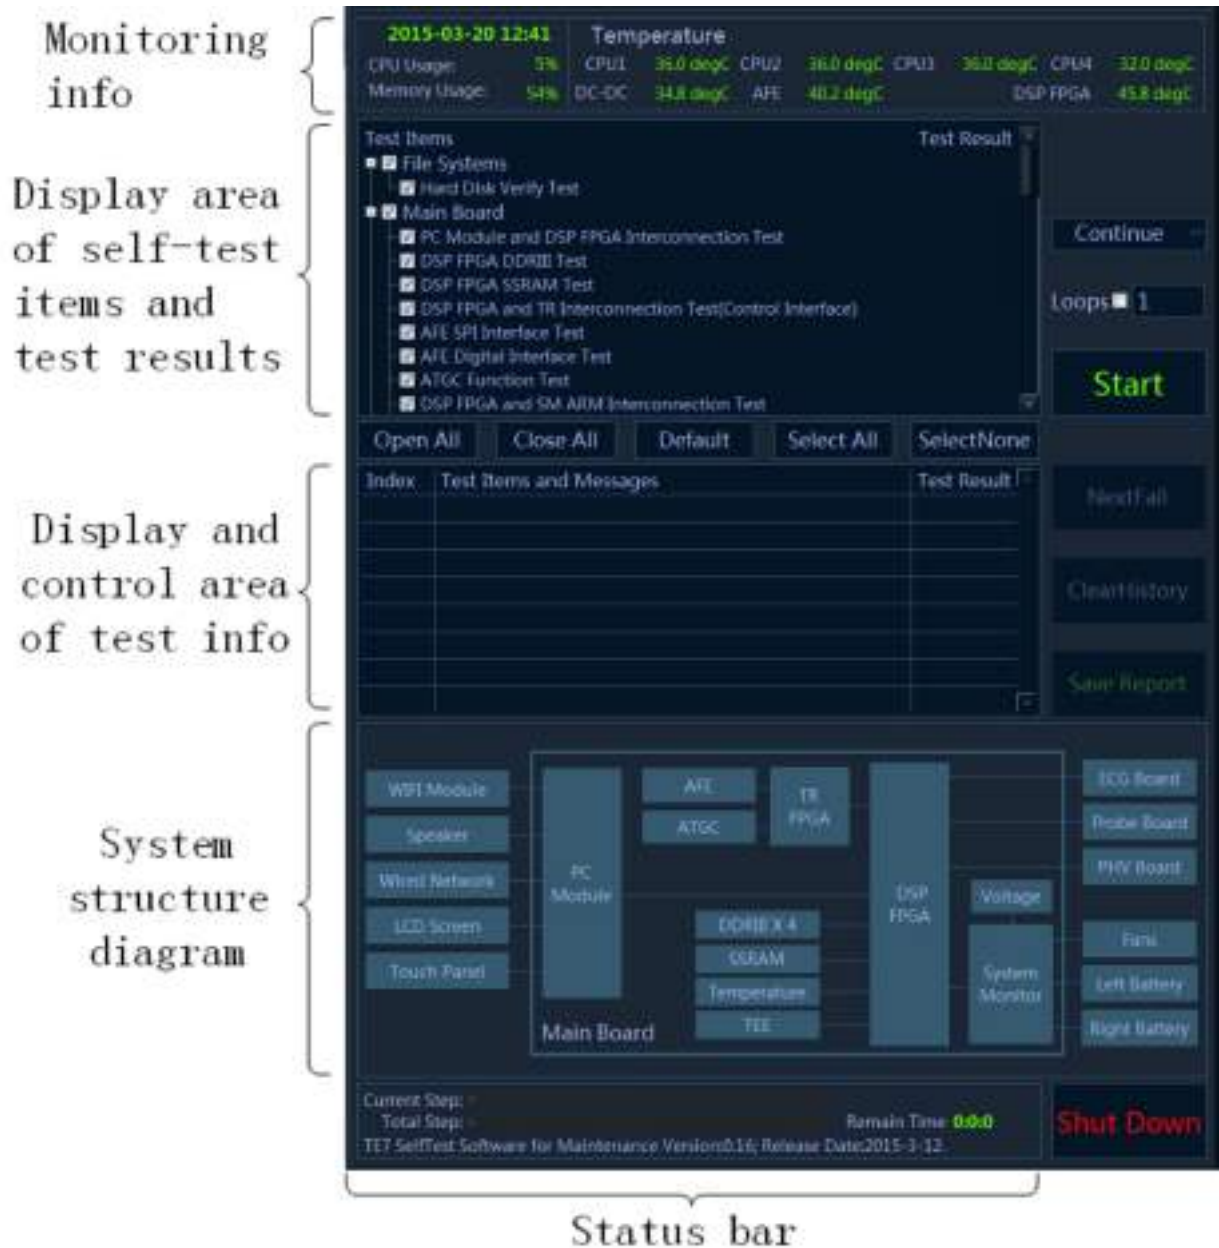 Monitoring
info
2015-03-20 12:41 Temperature
CPU Usage: 5% CPU1 36.0 degC CPU2 36.0 degC CPU3 36.0 degC CPU4 32.0 degC
Memory Usage: 54% DC-DC 34.8 degC AFE 40.2 degC DSP FPGA 45.8 degC
Display area
of self-test
items and
test results
Test Items Test Result
File Systems
Hard Disk Verify Test
Main Board
PC Module and DSP FPGA Interconnection Test
DSP FPGA DDRIII Test
DSP FPGA SSRAM Test
DSP FPGA and TR Interconnection Test(Control Interface)
AFE SPI Interface Test
AFE Digital Interface Test
ATGC Function Test
DSP FPGA and SM ARM Interconnection Test
Continue
Loops 1
Start
Open All Close All Default Select All SelectNone
Display and
control area
of test info
Index Test Items and Messages Test Result
NextFail
ClearHistory
Save Report
System
structure
diagram
WIFI Module
Speaker
Wired Network
LCD Screen
Touch Panel
PC
Module
AFE
ATGC
TR
FPGA
DDRIII X 4
SSRAM
Temperature
TEE
DSP
FPGA
Voltage
System
Monitor
Main Board
ECG Board
Probe Board
PHV Board
Fans
Left Battery
Right Battery
Current Step: -
Total Step: - Remain Time 0:0:0
TE7 SelfTest Software for Maintenance Version:0.16; Release Date:2015-3-12.
Shut Down
Status bar